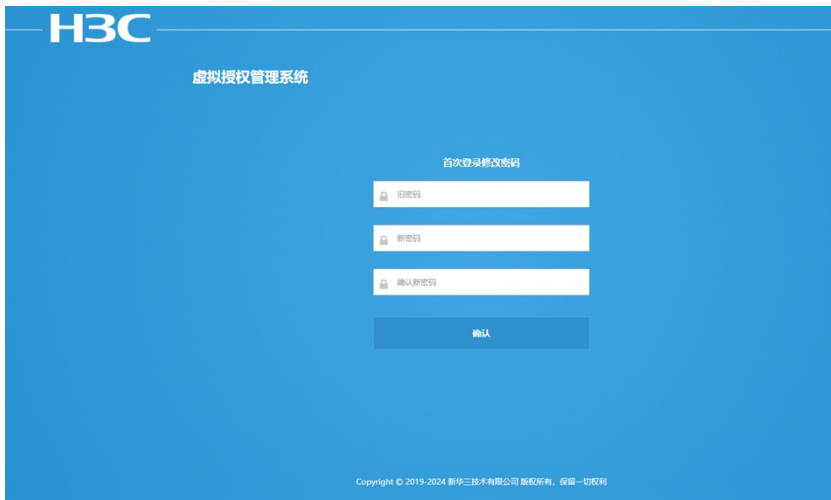 H3C
虚拟授权管理系统
首次登录修改密码
旧密码
新密码
确认新密码
确认
Copyright © 2019-2024 新华三技术有限公司 版权所有，保留一切权利